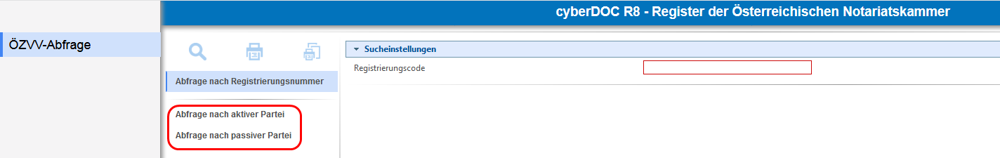 cyberDOC R8 - Register der Österreichischen Notariatskammer
ÖZVV-Abfrage
Abfrage nach Registrierungsnummer
Abfrage nach aktiver Partei
Abfrage nach passiver Partei
Sucheinstellungen
Registrierungscode